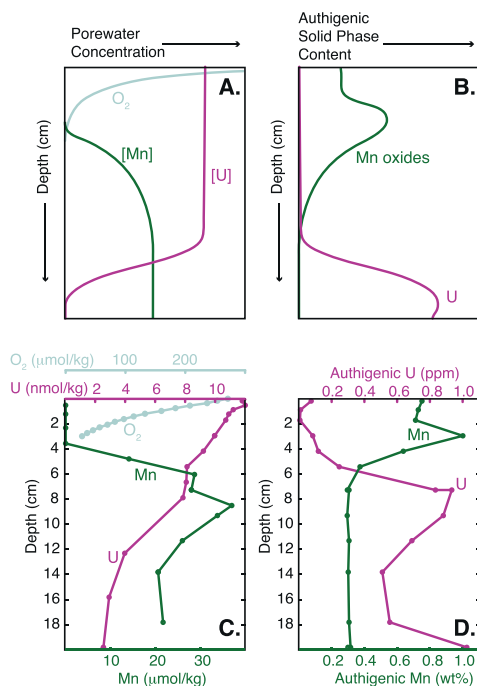 Porewater
Concentration
Authigenic
Solid Phase
Content
A.
O2
[Mn]
[U]
Depth (cm)
B.
Mn oxides
U
Depth (cm)
O2 (μmol/kg) 100 200
U (nmol/kg) 2 4 6 8 10
O2
Mn
U
C.
Depth (cm)
2
4
6
8
10
12
14
16
18
10 20 30
Mn (μmol/kg)
Authigenic U (ppm)
0.2 0.6 1.0
Mn
U
D.
Depth (cm)
2
4
6
8
10
12
14
16
18
0.2 0.4 0.6 0.8 1.0
Authigenic Mn (wt%)